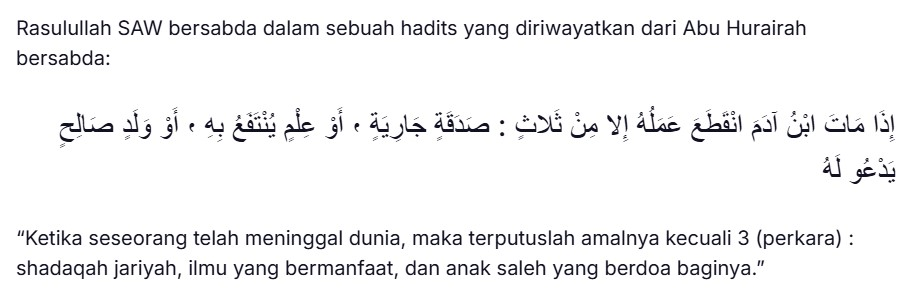 Rasulullah SAW bersabda dalam sebuah hadits yang diriwayatkan dari Abu Hurairah
bersabda:
إِذَا مَاتَ ابْنُ آدَمَ انْقَطَعَ عَمَلُهُ إِلا مِنْ ثَلاثٍ : صَدَقَةٍ جَارِيَةٍ ، أَوْ عِلْمٍ يُنْتَفَعُ بِهِ ، أَوْ وَلَدٍ صَالِحٍ
يَدْعُو لَهُ
“Ketika seseorang telah meninggal dunia, maka terputuslah amalnya kecuali 3 (perkara) :
shadaqah jariyah, ilmu yang bermanfaat, dan anak saleh yang berdoa baginya.”